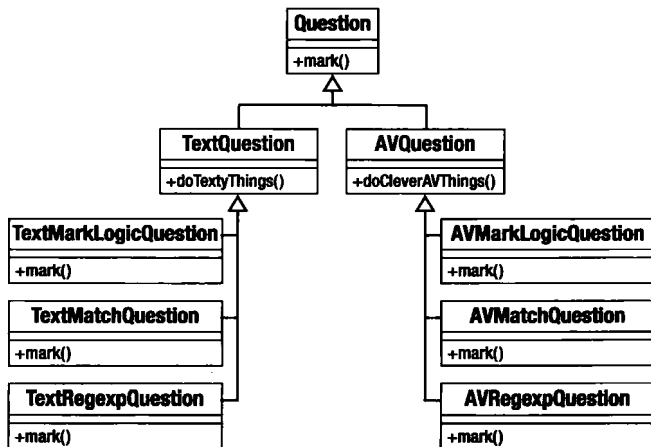 Question
+mark()
TextQuestion
+doTextyThings()
AVQuestion
+doCleverAVThings()
TextMarkLogicQuestion
+mark()
AVMarkLogicQuestion
+mark()
TextMatchQuestion
+mark()
AVMatchQuestion
+mark()
TextRegexpQuestion
+mark()
AVRegexpQuestion
+mark()